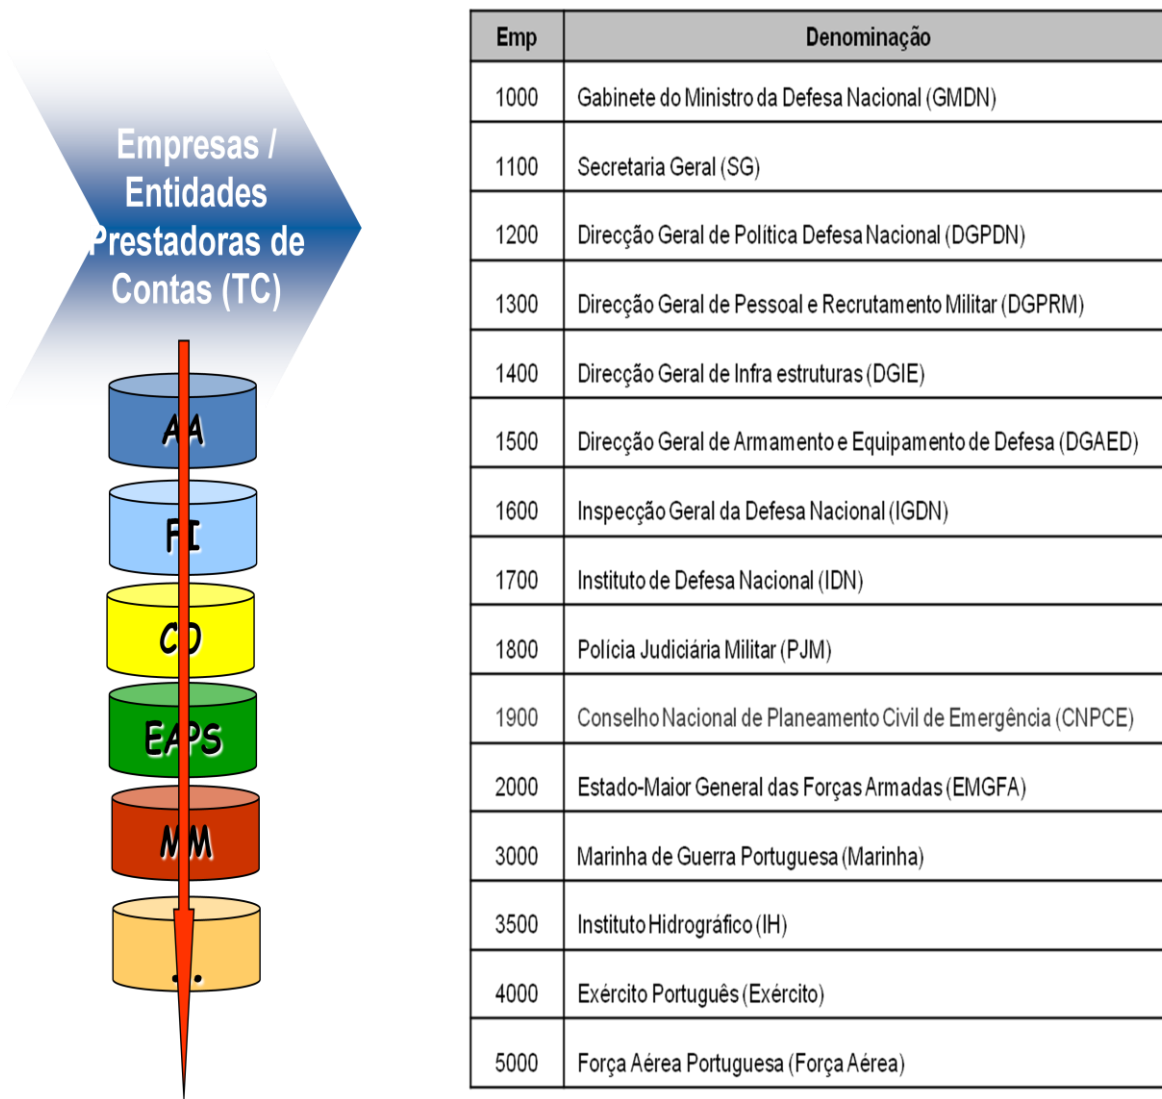 Empresas /
Entidades
Prestadoras de
Contas (TC)
AA
FI
CO
EAPS
MM
...
Emp Denominação
1000 Gabinete do Ministro da Defesa Nacional (GMDN)
1100 Secretaria Geral (SG)
1200 Direcção Geral de Política Defesa Nacional (DGPDN)
1300 Direcção Geral de Pessoal e Recrutamento Militar (DGPRM)
1400 Direcção Geral de Infra estruturas (DGIE)
1500 Direcção Geral de Armamento e Equipamento de Defesa (DGAED)
1600 Inspecção Geral da Defesa Nacional (IGDN)
1700 Instituto de Defesa Nacional (IDN)
1800 Polícia Judiciária Militar (PJM)
1900 Conselho Nacional de Planeamento Civil de Emergência (CNPCE)
2000 Estado-Maior General das Forças Armadas (EMGFA)
3000 Marinha de Guerra Portuguesa (Marinha)
3500 Instituto Hidrográfico (IH)
4000 Exército Português (Exército)
5000 Força Aérea Portuguesa (Força Aérea)